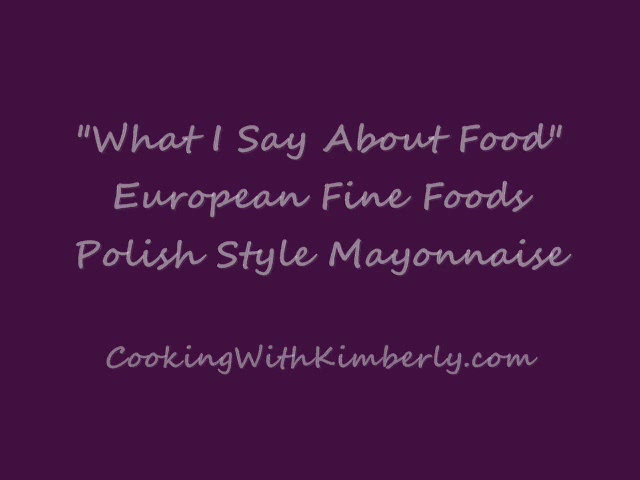 "What I Say About Food"
European Fine Foods
Polish Style Mayonnaise
CookingWithKimberly.com